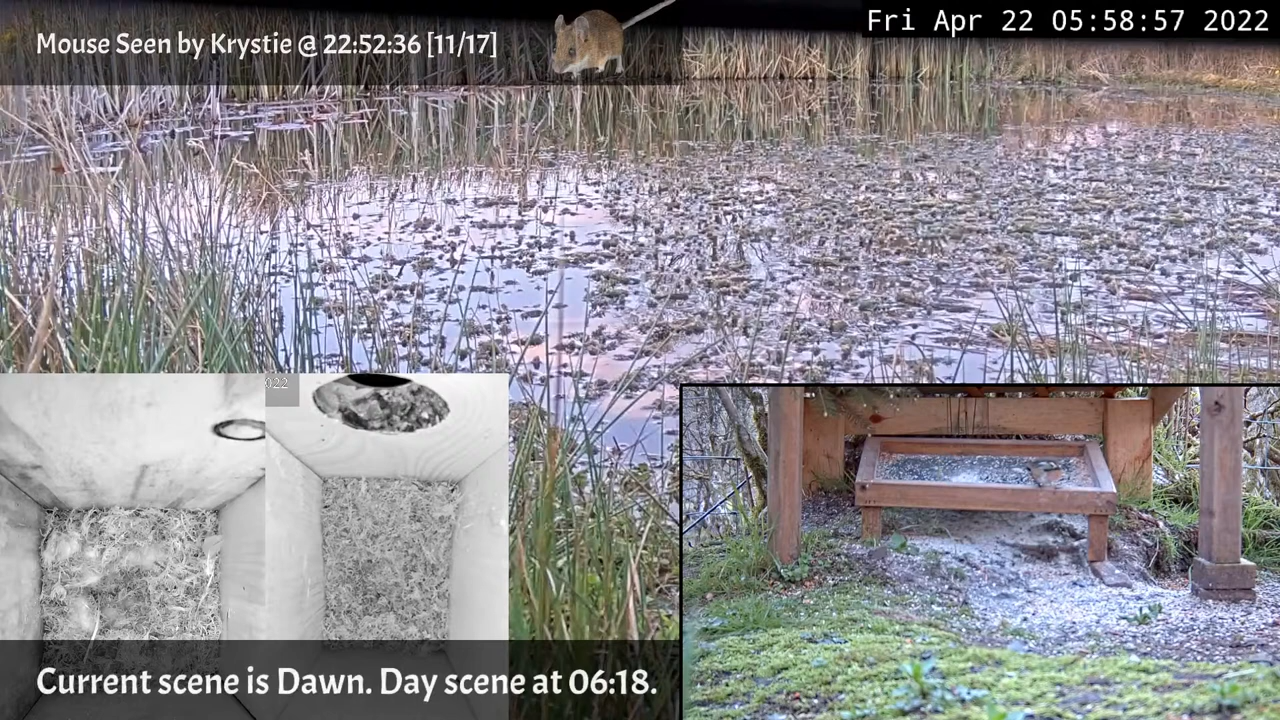 Mouse Seen by Krystie @ 22:52:36 [11/17]
Fri Apr 22 05:58:57 2022
022
Current scene is Dawn. Day scene at 06:18.